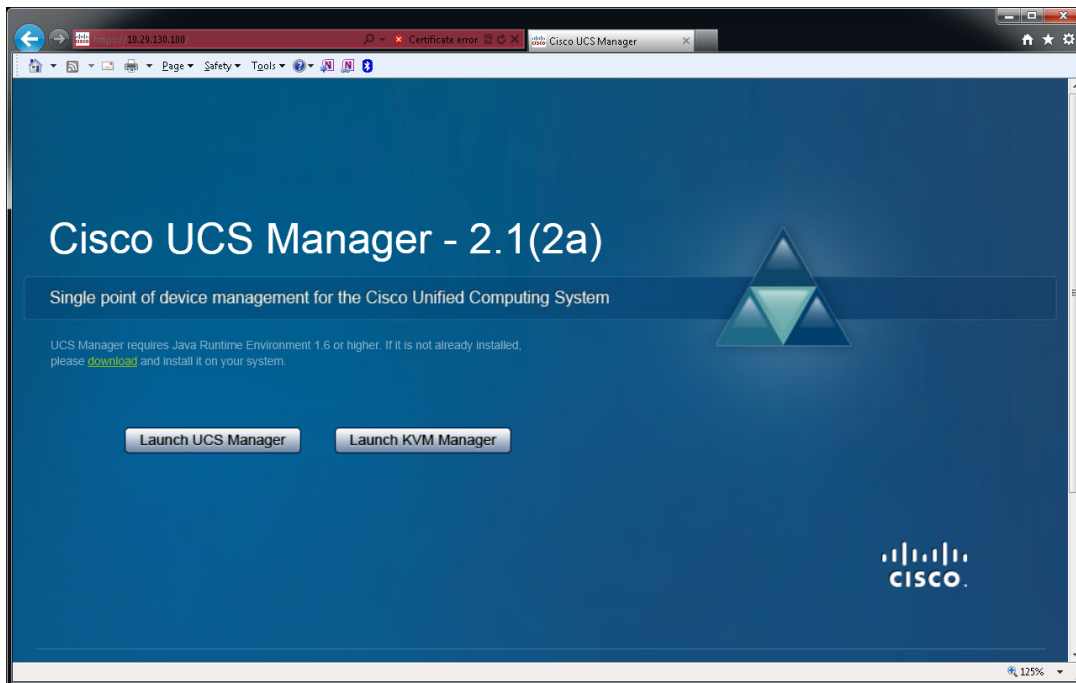 https://10.29.130.100/
Certificate error
Cisco UCS Manager
Page
Safety
Tools
Cisco UCS Manager - 2.1(2a)
Single point of device management for the Cisco Unified Computing System
UCS Manager requires Java Runtime Environment 1.6 or higher. If it is not already installed,
please download and install it on your system.
Launch UCS Manager
Launch KVM Manager
CISCO.
125%